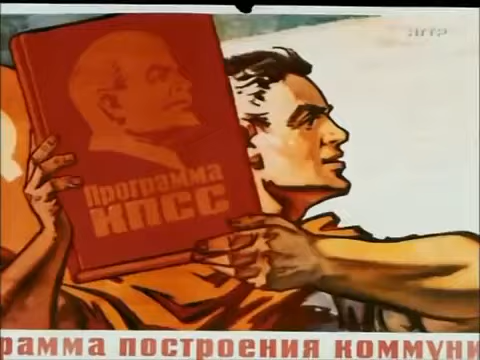 Программа
КПСС
рамма построения коммуни